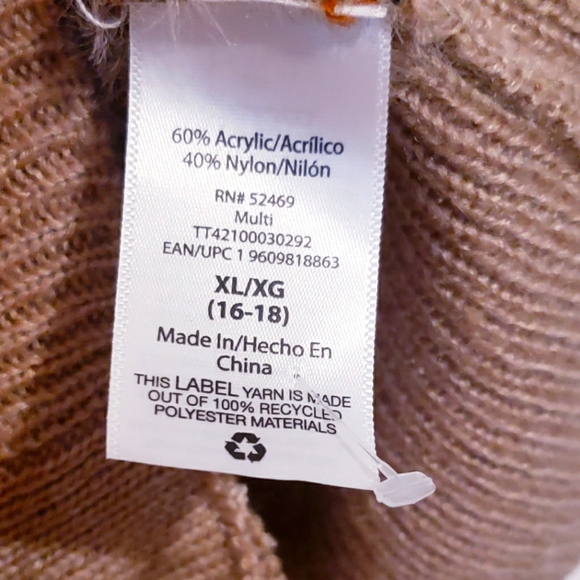 60% Acrylic/Acrílico
40% Nylon/Nilón
RN# 52469
Multi
TT42100030292
EAN/UPC 1 9609818863
XL/XG
(16-18)
Made In/Hecho En
China
THIS LABEL YARN IS MADE
OUT OF 100% RECYCLED
POLYESTER MATERIALS